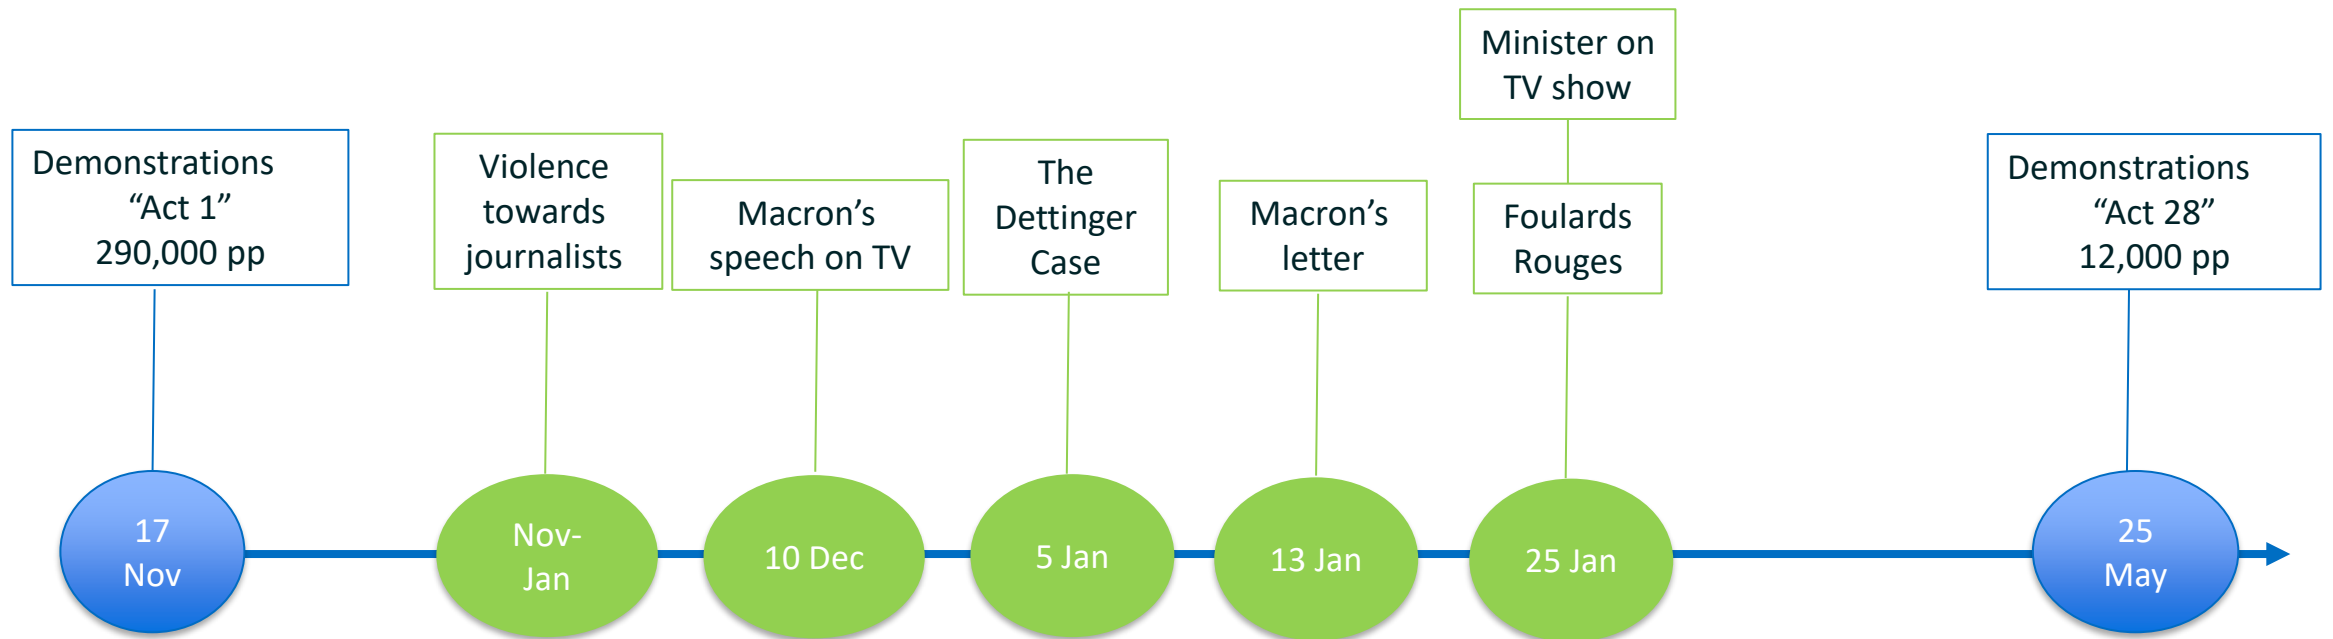 Demonstrations
“Act 1”
290,000 pp
Violence
towards
journalists
Macron’s
speech on TV
The
Dettinger
Case
Macron’s
letter
Minister on
TV show
Foulards
Rouges
Demonstrations
“Act 28”
12,000 pp
17
Nov
Nov-
Jan
10 Dec
5 Jan
13 Jan
25 Jan
25
May